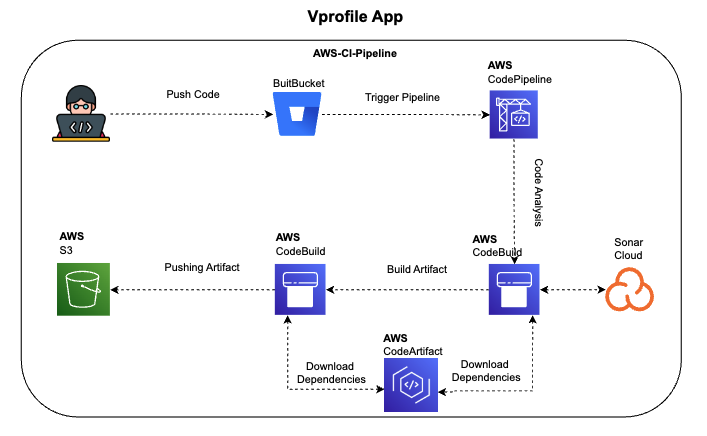 Vprofile App
AWS-CI-Pipeline
Push Code
BuitBucket
Trigger Pipeline
AWS
CodePipeline
</>
Code Analysis
AWS
S3
Pushing Artifact
AWS
CodeBuild
Build Artifact
AWS
CodeBuild
Sonar
Cloud
Download
Dependencies
AWS
CodeArtifact
Download
Dependencies
</>